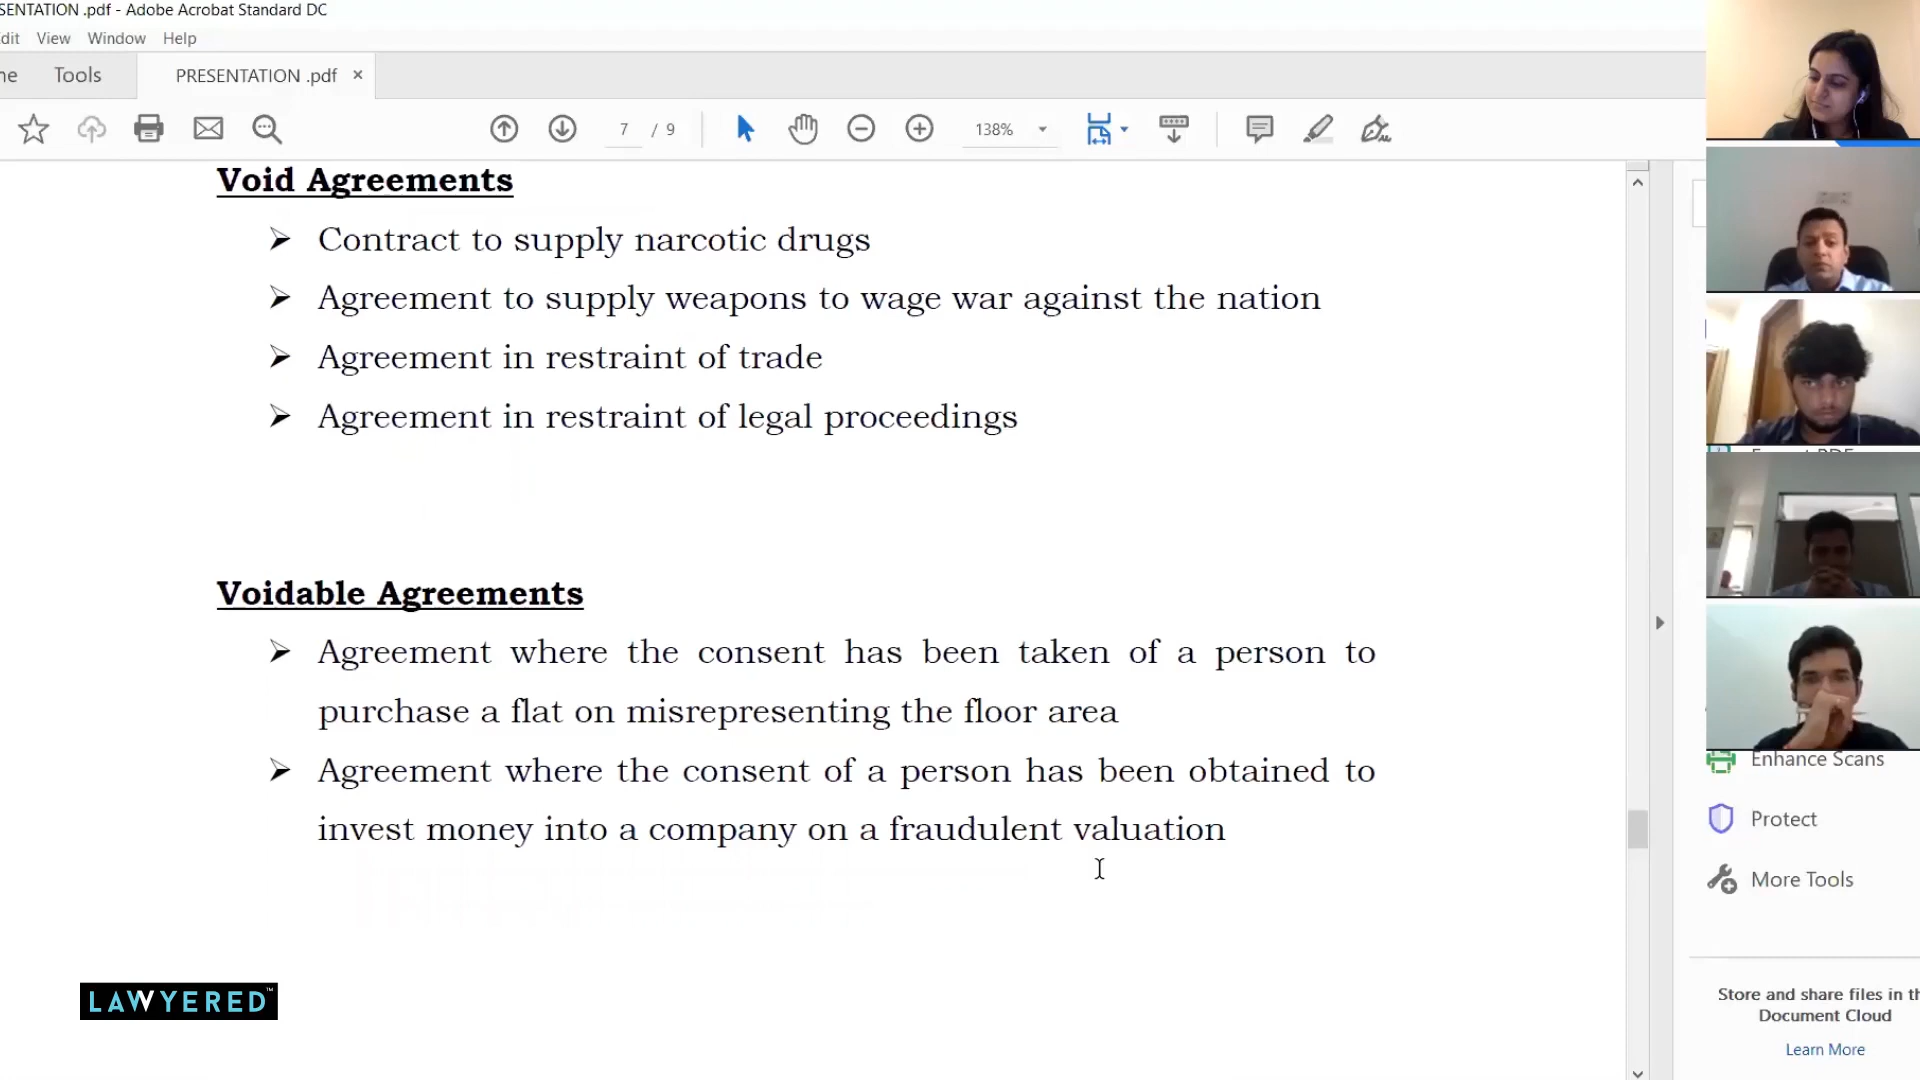 SENTATION .pdf - Adobe Acrobat Standard DC
dit View Window Help
ne Tools PRESENTATION .pdf ×
7 / 9 138%
Void Agreements
➢ Contract to supply narcotic drugs
➢ Agreement to supply weapons to wage war against the nation
➢ Agreement in restraint of trade
➢ Agreement in restraint of legal proceedings
Voidable Agreements
➢ Agreement where the consent has been taken of a person to
purchase a flat on misrepresenting the floor area
➢ Agreement where the consent of a person has been obtained to
invest money into a company on a fraudulent valuation
LAWYERED™
Enhance Scans
Protect
More Tools
Store and share files in th
Document Cloud
Learn More